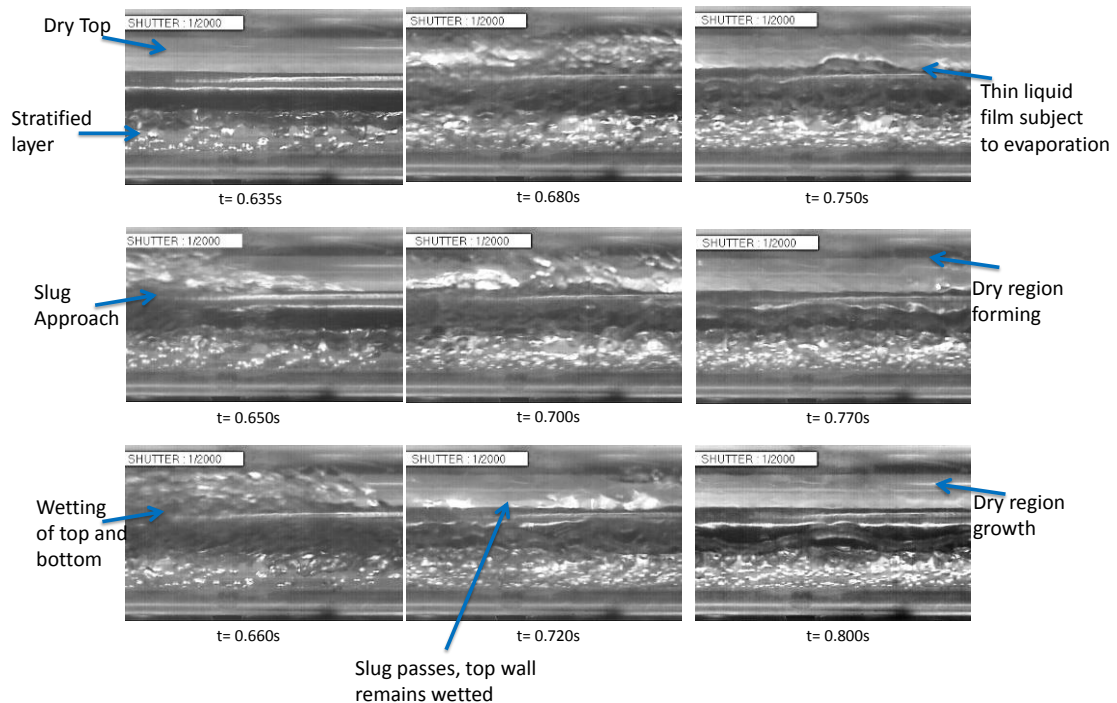 Dry Top
Stratified
layer
SHUTTER : 1/2000
t= 0.635s
SHUTTER : 1/2000
t= 0.680s
SHUTTER : 1/2000
t= 0.750s
Thin liquid
film subject
to evaporation
Slug
Approach
SHUTTER : 1/2000
t= 0.650s
SHUTTER : 1/2000
t= 0.700s
SHUTTER : 1/2000
t= 0.770s
Dry region
forming
Wetting
of top and
bottom
SHUTTER : 1/2000
t= 0.660s
SHUTTER : 1/2000
t= 0.720s
SHUTTER : 1/2000
t= 0.800s
Dry region
growth
Slug passes, top wall
remains wetted